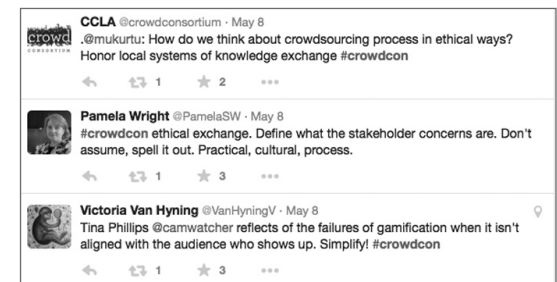 crowd
CONSORTIUM
CCLA @crowdconsortium · May 8
.@mukurtu: How do we think about crowdsourcing process in ethical ways?
Honor local systems of knowledge exchange #crowdcon
1 2
Pamela Wright @PamelaSW · May 8
#crowdcon ethical exchange. Define what the stakeholder concerns are. Don't
assume, spell it out. Practical, cultural, process.
1 3
Victoria Van Hyning @VanHyningV · May 8
Tina Phillips @camwatcher reflects of the failures of gamification when it isn't
aligned with the audience who shows up. Simplify! #crowdcon
1 3